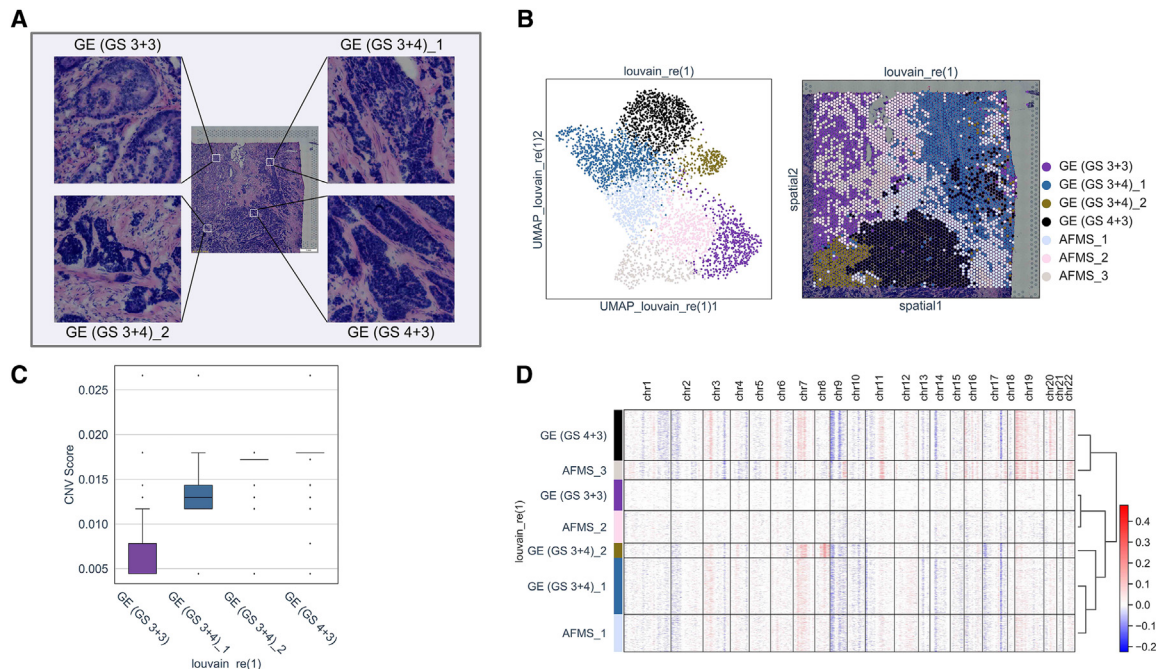 A
GE (GS 3+3)
GE (GS 3+4)_1
GE (GS 3+4)_2
GE (GS 4+3)
B
louvain_re(1)
louvain_re(1)
UMAP_louvain_re(1)2
UMAP_louvain_re(1)1
spatial2
spatial1
GE (GS 3+3)
GE (GS 3+4)_1
GE (GS 3+4)_2
GE (GS 4+3)
AFMS_1
AFMS_2
AFMS_3
C
CNV Score
0.025
0.020
0.015
0.010
0.005
GE (GS 3+3)
GE (GS 3+4)_1
GE (GS 3+4)_2
GE (GS 4+3)
louvain_re(1)
D
chr1
chr2
chr3
chr4
chr5
chr6
chr7
chr8
chr9
chr10
chr11
chr12
chr13
chr14
chr15
chr16
chr17
chr18
chr19
chr20
chr21
chr22
louvain_re(1)
GE (GS 4+3)
AFMS_3
GE (GS 3+3)
AFMS_2
GE (GS 3+4)_2
GE (GS 3+4)_1
AFMS_1
0.4
0.3
0.2
0.1
0.0
−0.1
−0.2